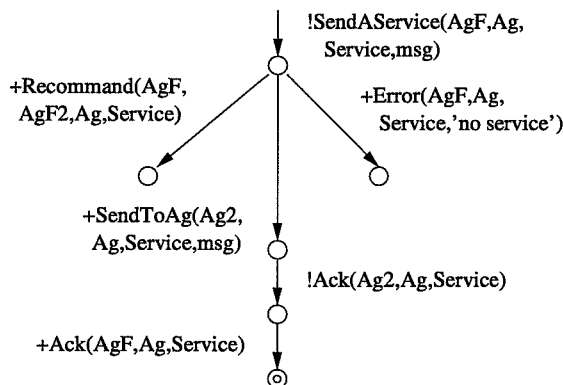 !SendAService(AgF,Ag,
Service,msg)
+Recommand(AgF,
AgF2,Ag,Service)
+Error(AgF,Ag,
Service,'no service')
+SendToAg(Ag2,
Ag,Service,msg)
!Ack(Ag2,Ag,Service)
+Ack(AgF,Ag,Service)